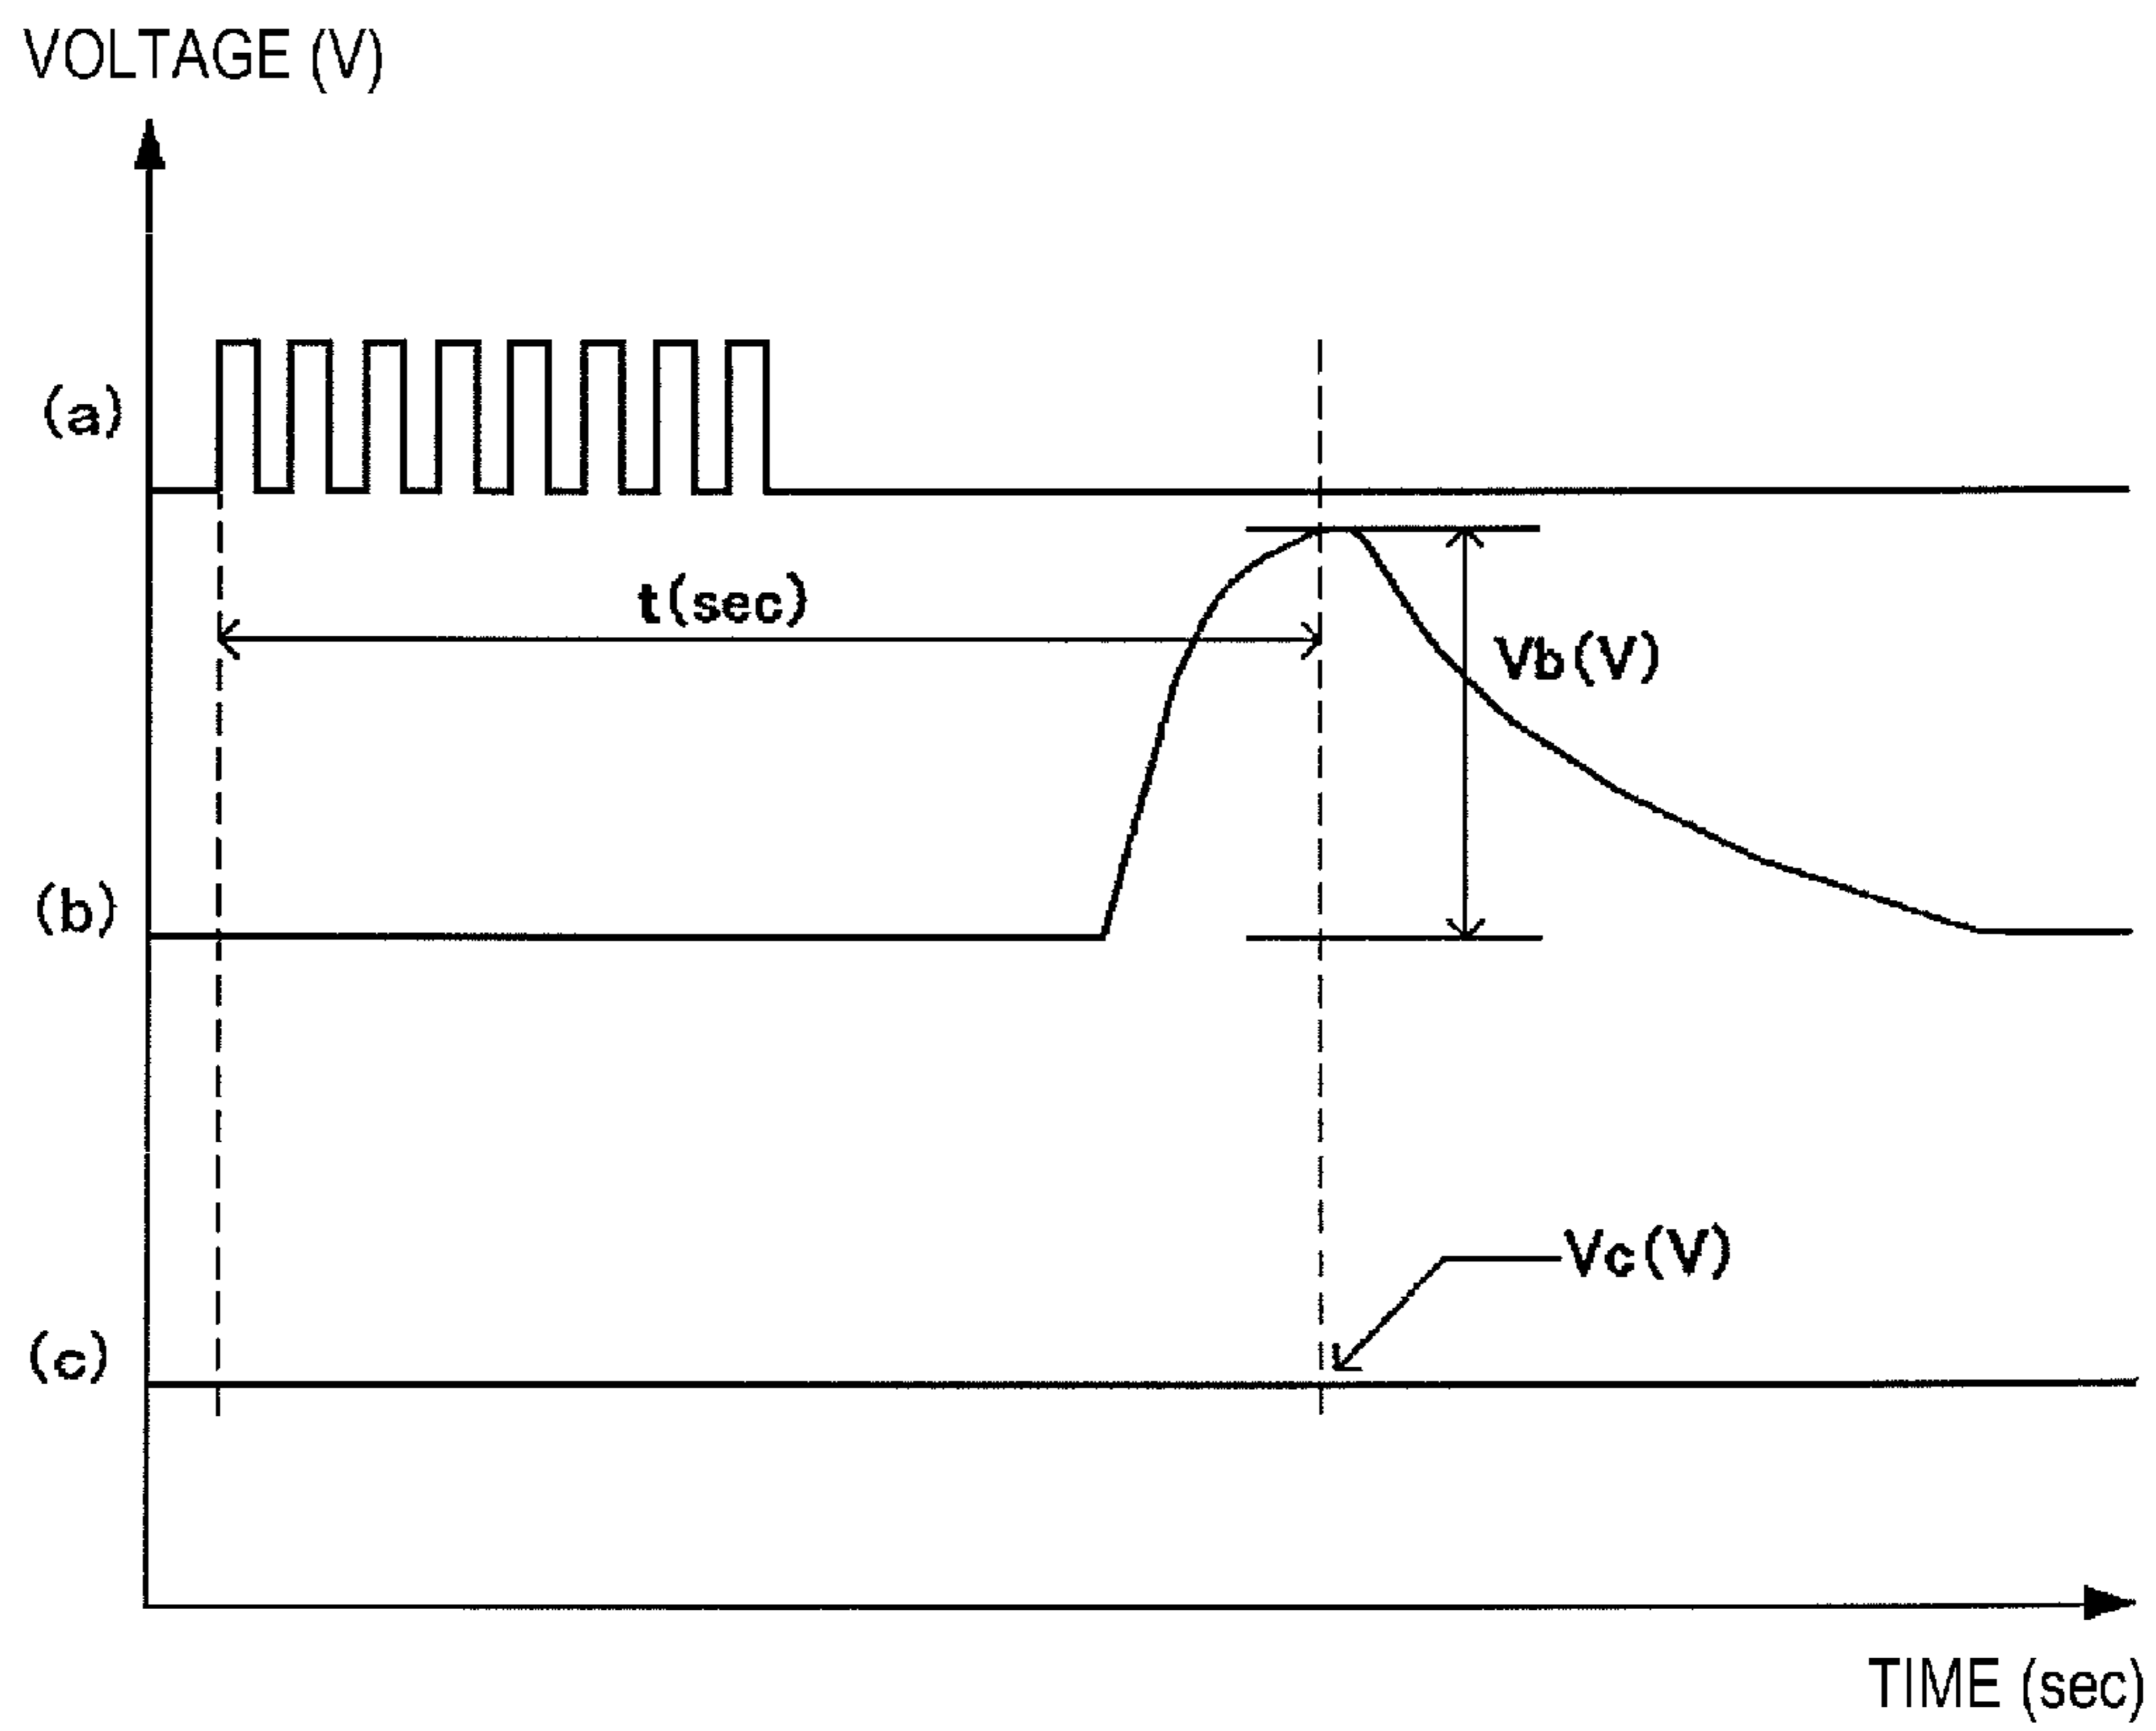 VOLTAGE (V)
(a)
t(sec)
Vb(V)
(b)
Vc(V)
(c)
TIME (sec)